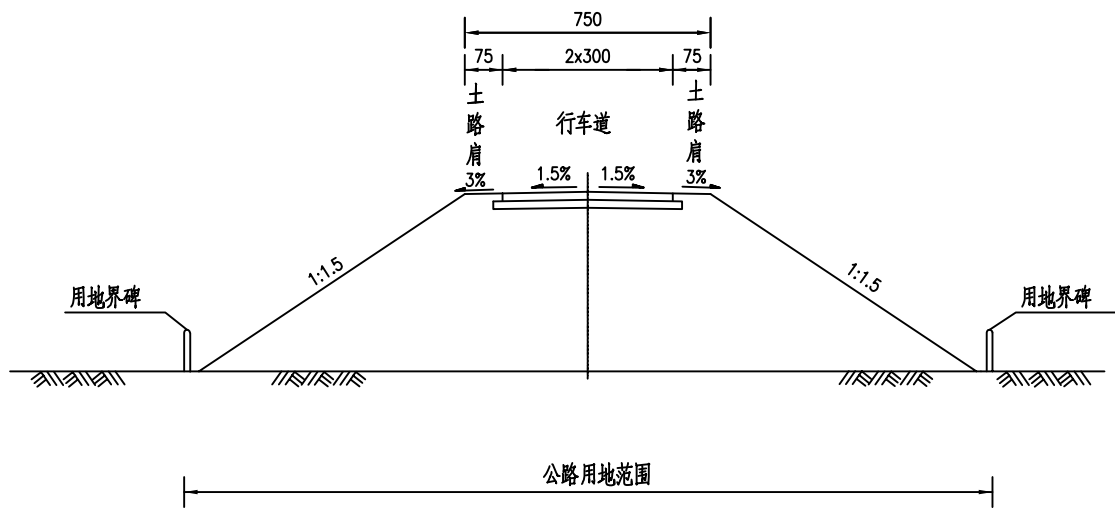 750
75 2x300 75
土路肩 行车道 土路肩
3% 1.5% 1.5% 3%
1:1.5 1:1.5
用地界碑 用地界碑
公路用地范围